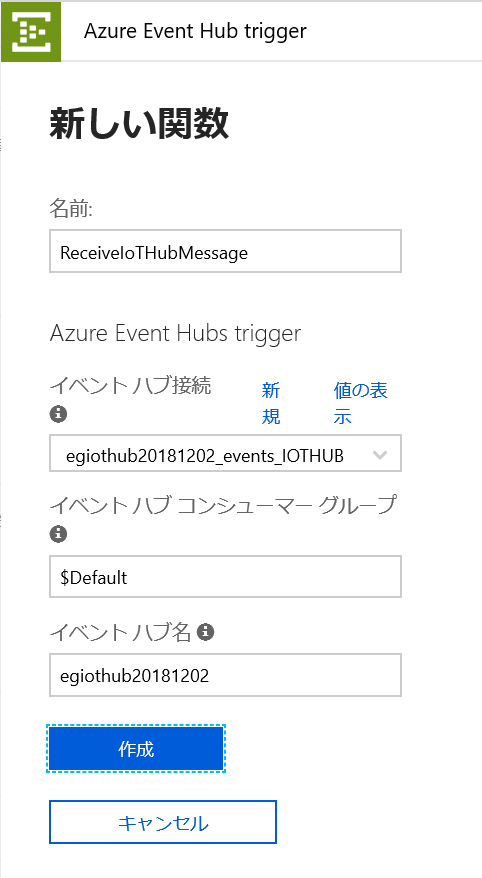 Azure Event Hub trigger
新しい関数
名前:
ReceiveIoTHubMessage
Azure Event Hubs trigger
イベント ハブ接続
新規
値の表示
egiothub20181202_events_IOTHUB
イベント ハブ コンシューマー グループ
$Default
イベント ハブ名
egiothub20181202
作成
キャンセル